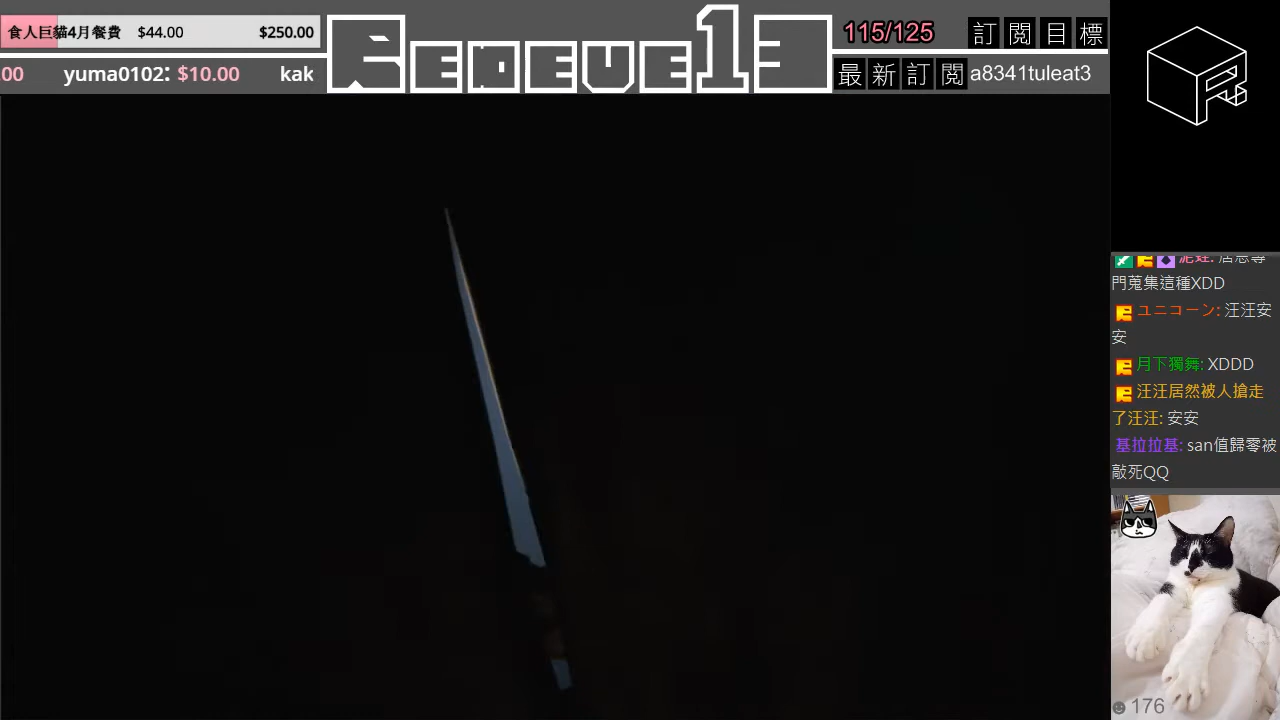 食人巨貓4月餐費 $44.00 $250.00
.00 yuma0102: $10.00 kak
Reveue13
115/125 訂閱目標
最新訂閱 a8341tuleat3
門蒐集這種XDD
ユニコーン: 汪汪安
安
月下獨舞: XDDD
汪汪居然被人搶走
了汪汪: 安安
基拉拉基: san值歸零被
敲死QQ
176